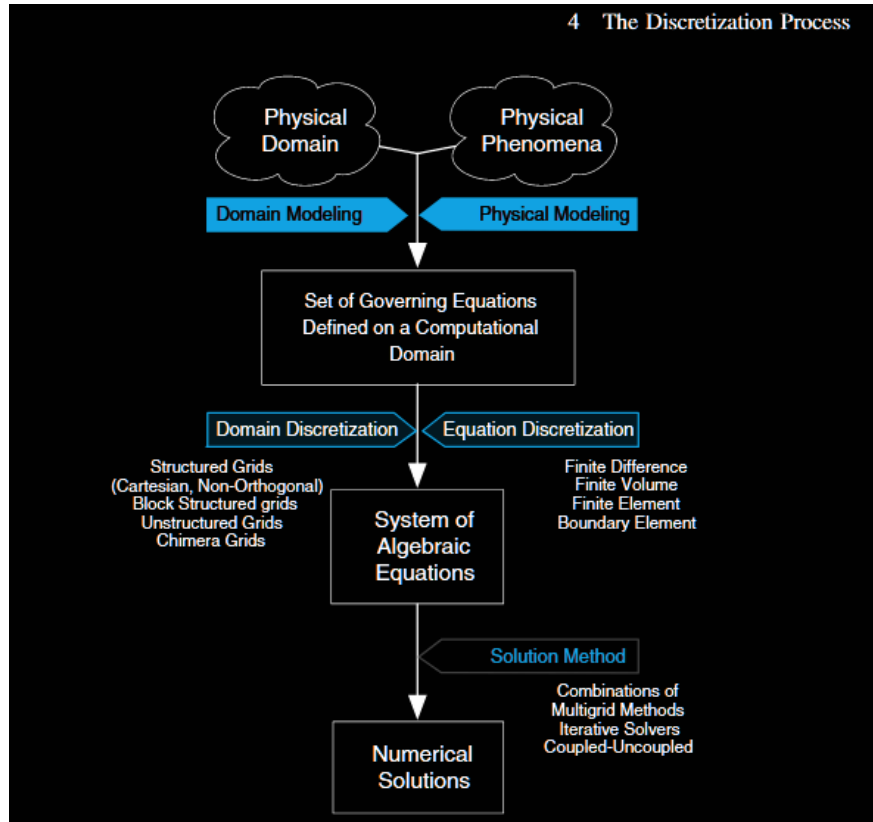 4 The Discretization Process
Physical
Domain
Physical
Phenomena
Domain Modeling
Physical Modeling
Set of Governing Equations
Defined on a Computational
Domain
Domain Discretization
Equation Discretization
Structured Grids
(Cartesian, Non-Orthogonal)
Block Structured grids
Unstructured Grids
Chimera Grids
Finite Difference
Finite Volume
Finite Element
Boundary Element
System of
Algebraic
Equations
Solution Method
Combinations of
Multigrid Methods
Iterative Solvers
Coupled-Uncoupled
Numerical
Solutions